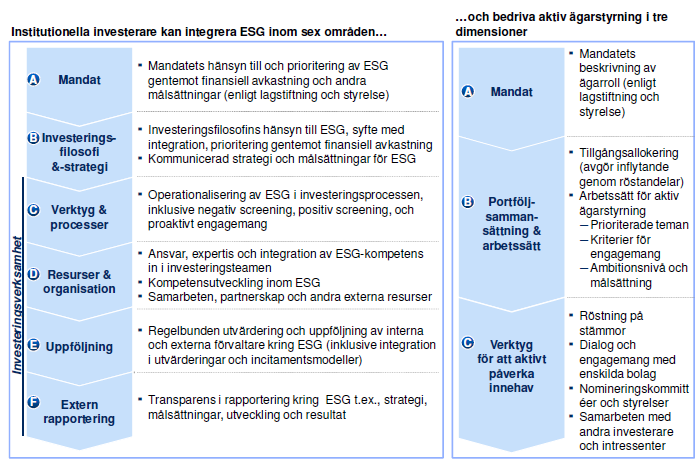 Institutionella investerare kan integrera ESG inom sex områden…
A
Mandat
▪ Mandatets hänsyn till och prioritering av ESG
gentemot finansiell avkastning och andra
målsättningar (enligt lagstiftning och styrelse)
B
Investerings-
filosofi
&-strategi
▪ Investeringsfilosofins hänsyn till ESG, syfte med
integration, prioritering gentemot finansiell avkastning
▪ Kommunicerad strategi och målsättningar för ESG
Investeringsverksamhet
C
Verktyg &
processer
▪ Operationalisering av ESG i investeringsprocessen,
inklusive negativ screening, positiv screening, och
proaktivt engagemang
D
Resurser &
organisation
▪ Ansvar, expertis och integration av ESG-kompetens
in i investeringsteamen
▪ Kompetensutveckling inom ESG
▪ Samarbeten, partnerskap och andra externa resurser
E
Uppföljning
▪ Regelbunden utvärdering och uppföljning av interna
och externa förvaltare kring ESG (inklusive integration
i utvärderingar och incitamentsmodeller)
F
Extern
rapportering
▪ Transparens i rapportering kring ESG t.ex., strategi,
målsättningar, utveckling och resultat
…och bedriva aktiv ägarstyrning i tre
dimensioner
A
Mandat
▪ Mandatets
beskrivning av
ägarroll (enligt
lagstiftning och
styrelse)
B
Portfölj-
samman-
sättning &
arbetssätt
▪ Tillgångsallokering
(avgör inflytande
genom röstandelar)
▪ Arbetssätt för aktiv
ägarstyrning
– Prioriterade teman
– Kriterier för
engagemang
– Ambitionsnivå och
målsättning
C
Verktyg
för att aktivt
påverka
innehav
▪ Röstning på
stämmor
▪ Dialog och
engagemang med
enskilda bolag
▪ Nomineringskommitt
éer och styrelser
▪ Samarbeten med
andra investerare
och intressenter